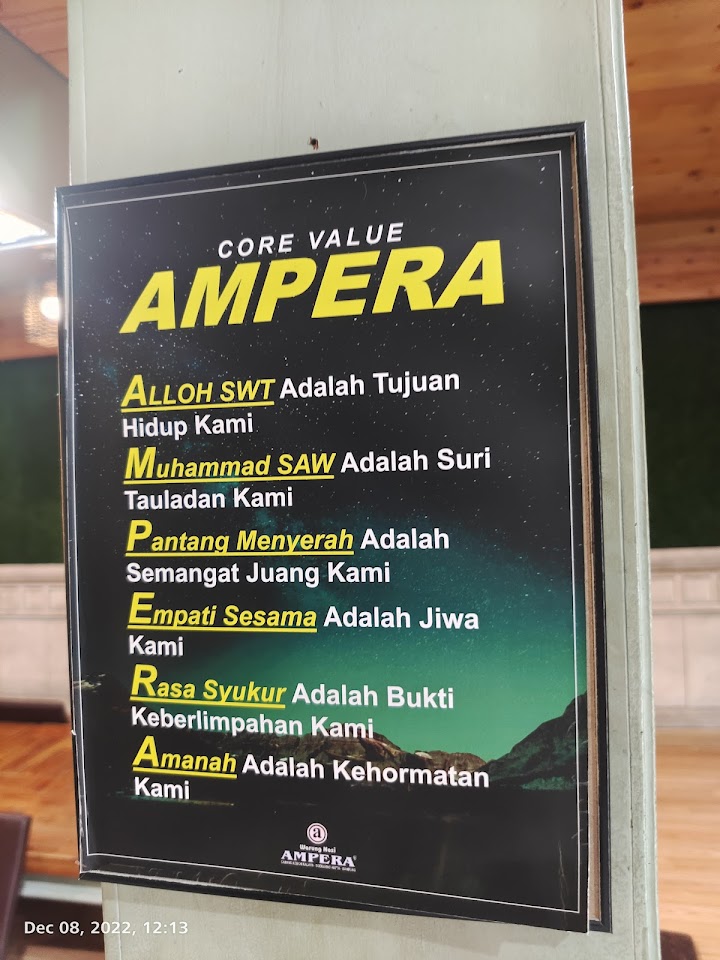 CORE VALUE
AMPERA
ALLOH SWT Adalah Tujuan
Hidup Kami
Muhammad SAW Adalah Suri
Tauladan Kami
Pantang Menyerah Adalah
Semangat Juang Kami
Empati Sesama Adalah Jiwa
Kami
Rasa Syukur Adalah Bukti
Keberlimpahan Kami
Amanah Adalah Kehormatan
Kami
a
Warung Nasi
AMPERA
Dec 08, 2022, 12:13